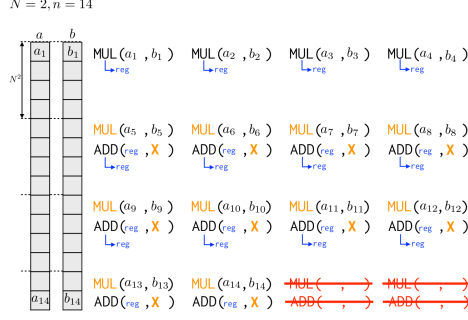 N = 2, n = 14
a b
a₁ b₁ MUL(a₁ , b₁ ) MUL(a₂ , b₂ ) MUL(a₃ , b₃ ) MUL(a₄ , b₄ )
reg reg reg reg
N²
MUL(a₅ , b₅ ) MUL(a₆ , b₆ ) MUL(a₇ , b₇ ) MUL(a₈ , b₈ )
ADD(reg ,X ) ADD(reg ,X ) ADD(reg ,X ) ADD(reg ,X )
reg reg reg reg
MUL(a₉ , b₉ ) MUL(a₁₀, b₁₀) MUL(a₁₁, b₁₁) MUL(a₁₂, b₁₂)
ADD(reg ,X ) ADD(reg ,X ) ADD(reg ,X ) ADD(reg ,X )
reg reg reg reg
MUL(a₁₃, b₁₃) MUL(a₁₄, b₁₄) MUL( , ) MUL( , )
a₁₄ b₁₄ ADD(reg ,X ) ADD(reg ,X ) ADD( , ) ADD( , )